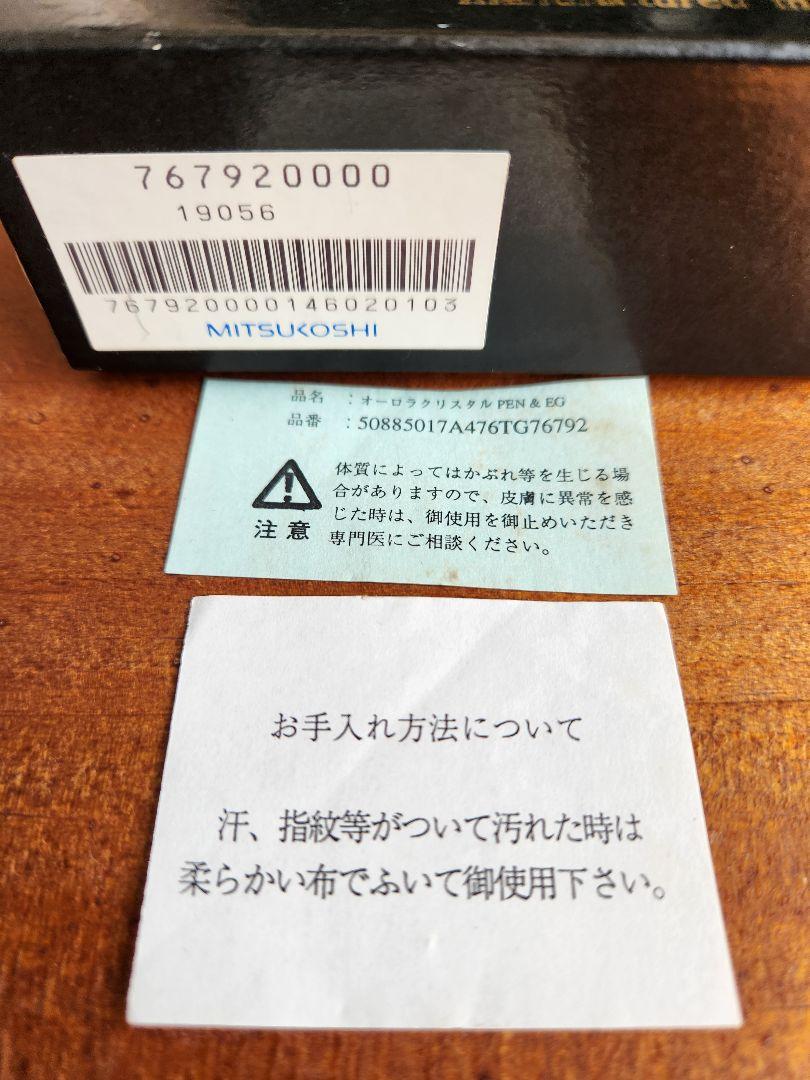 767920000
19056
767920000146020103
MITSUKOSHI
品名 : オーロラクリスタル PEN & EG
品番 : 50885017A476TG76792
体質によってはかぶれ等を生じる場
合がありますので、皮膚に異常を感
じた時は、御使用を御止めいただき
専門医にご相談ください。
注意
お手入れ方法について
汗、指紋等がついて汚れた時は
柔らかい布でふいて御使用下さい。